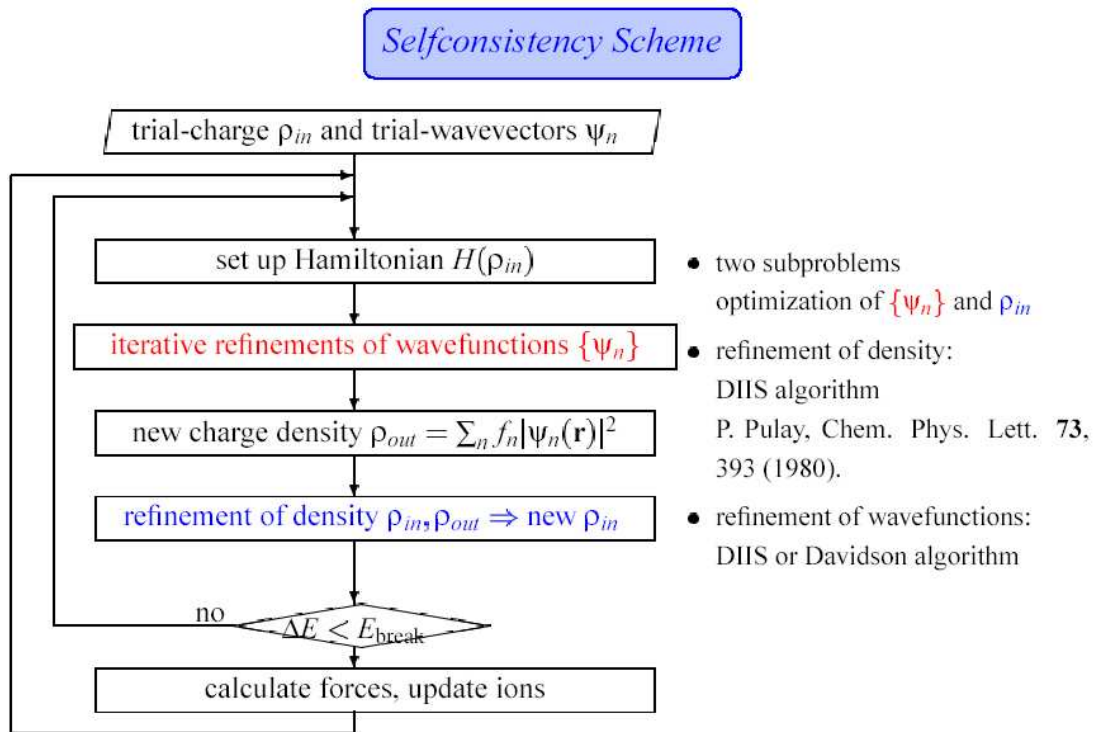 Selfconsistency Scheme
trial-charge ρin and trial-wavevectors ψn
set up Hamiltonian H(ρin)
iterative refinements of wavefunctions {ψn}
new charge density ρout = ∑n fn|ψn(r)|²
refinement of density ρin, ρout ⇒ new ρin
no
ΔE < Ebreak
calculate forces, update ions
• two subproblems
optimization of {ψn} and ρin
• refinement of density:
DIIS algorithm
P. Pulay, Chem. Phys. Lett. 73,
393 (1980).
• refinement of wavefunctions:
DIIS or Davidson algorithm